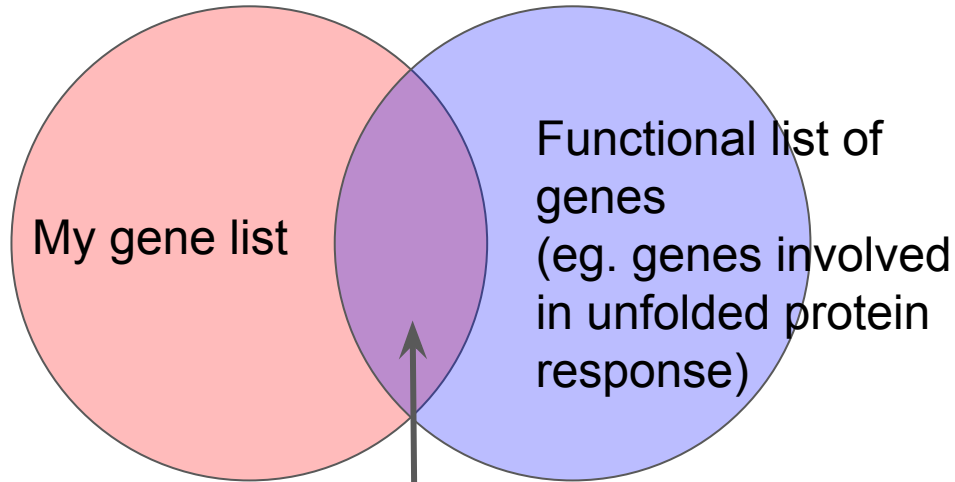 My gene list
Functional list of
genes
(eg. genes involved
in unfolded protein
response)